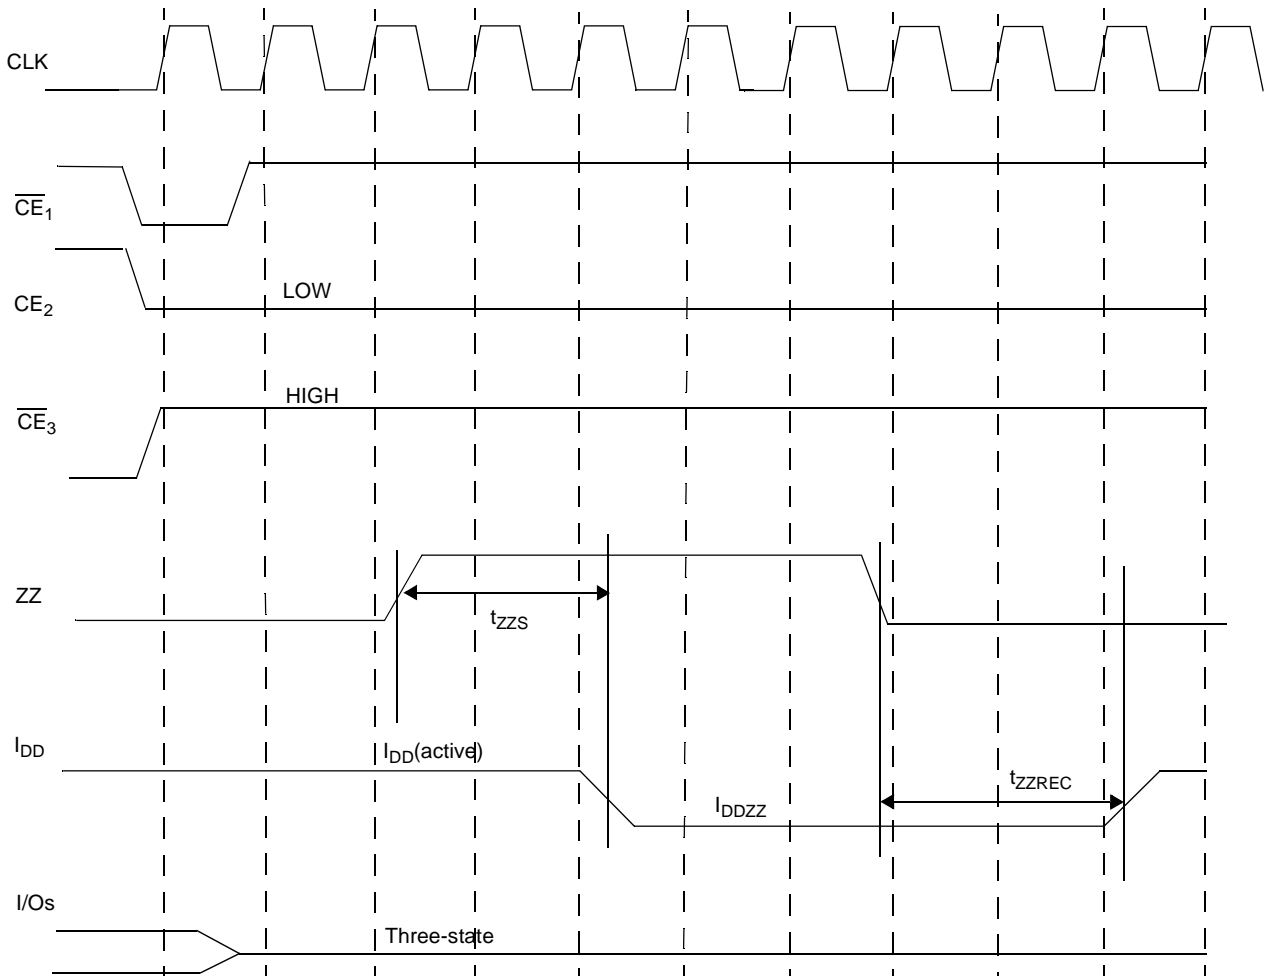 CLK
CE1
LOW
CE2
HIGH
CE3
ZZ
tZZS
IDD
IDD(active)
tZZREC
IDDZZ
I/Os
Three-state